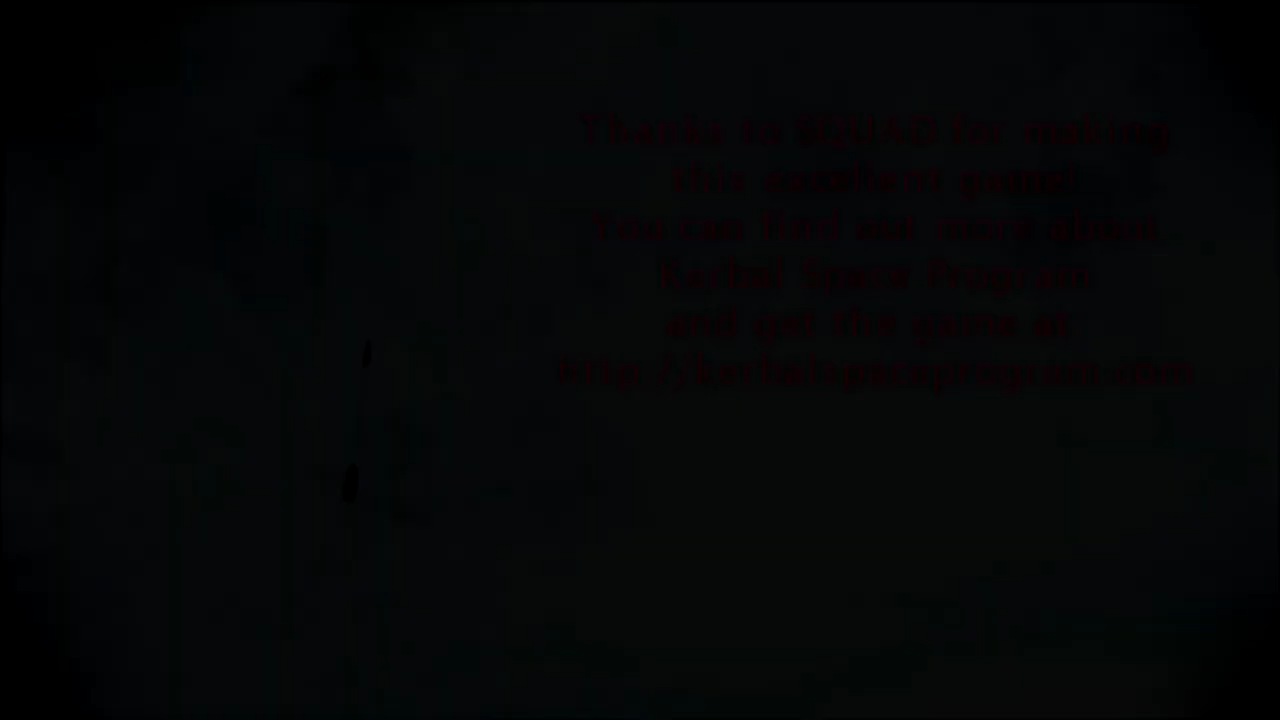 Thanks to SQUAD for making
this excellent game!
You can find out more about
Kerbal Space Program
and get the game at
http://kerbalspaceprogram.com